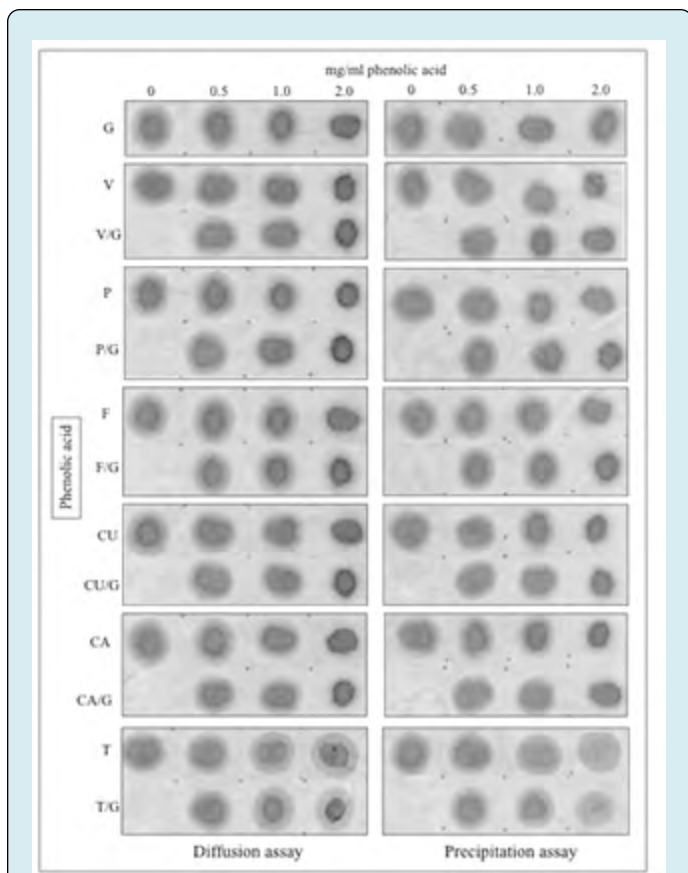 mg/ml phenolic acid
0 0.5 1.0 2.0 0 0.5 1.0 2.0
G
V
V/G
P
P/G
Phenolic acid
F
F/G
CU
CU/G
CA
CA/G
T
T/G
Diffusion assay Precipitation assay